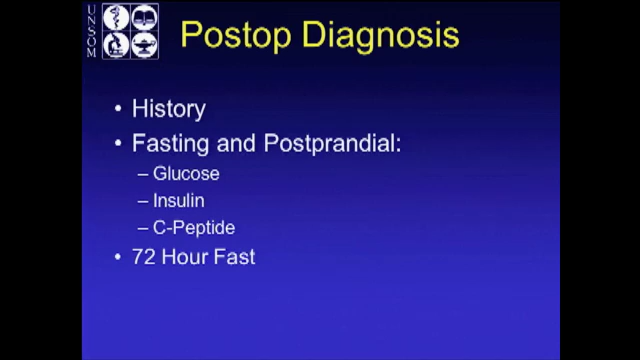 UNSOM
Postop Diagnosis
• History
• Fasting and Postprandial:
– Glucose
– Insulin
– C-Peptide
• 72 Hour Fast